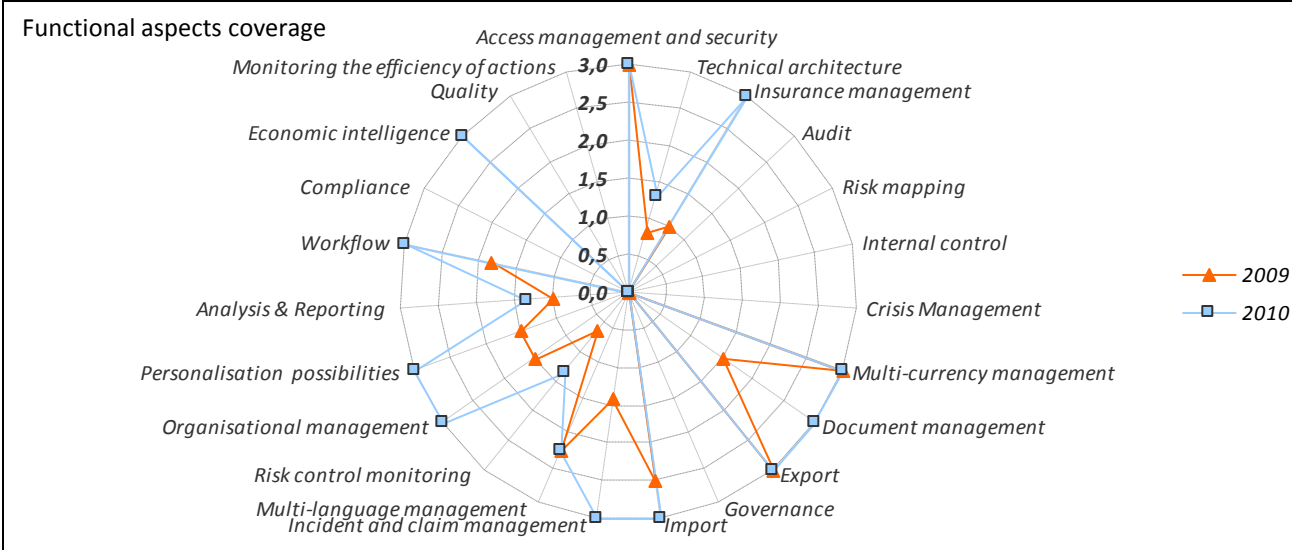 Functional aspects coverage
Access management and security
Monitoring the efficiency of actions
3,0
Technical architecture
Quality
2,5
Insurance management
Economic intelligence
2,0
Audit
1,5
Compliance
Risk mapping
1,0
Workflow
0,5
Internal control
2009
0,0
Analysis & Reporting
Crisis Management
2010
Personalisation possibilities
Multi-currency management
Organisational management
Document management
Risk control monitoring
Export
Multi-language management
Governance
Incident and claim management
Import